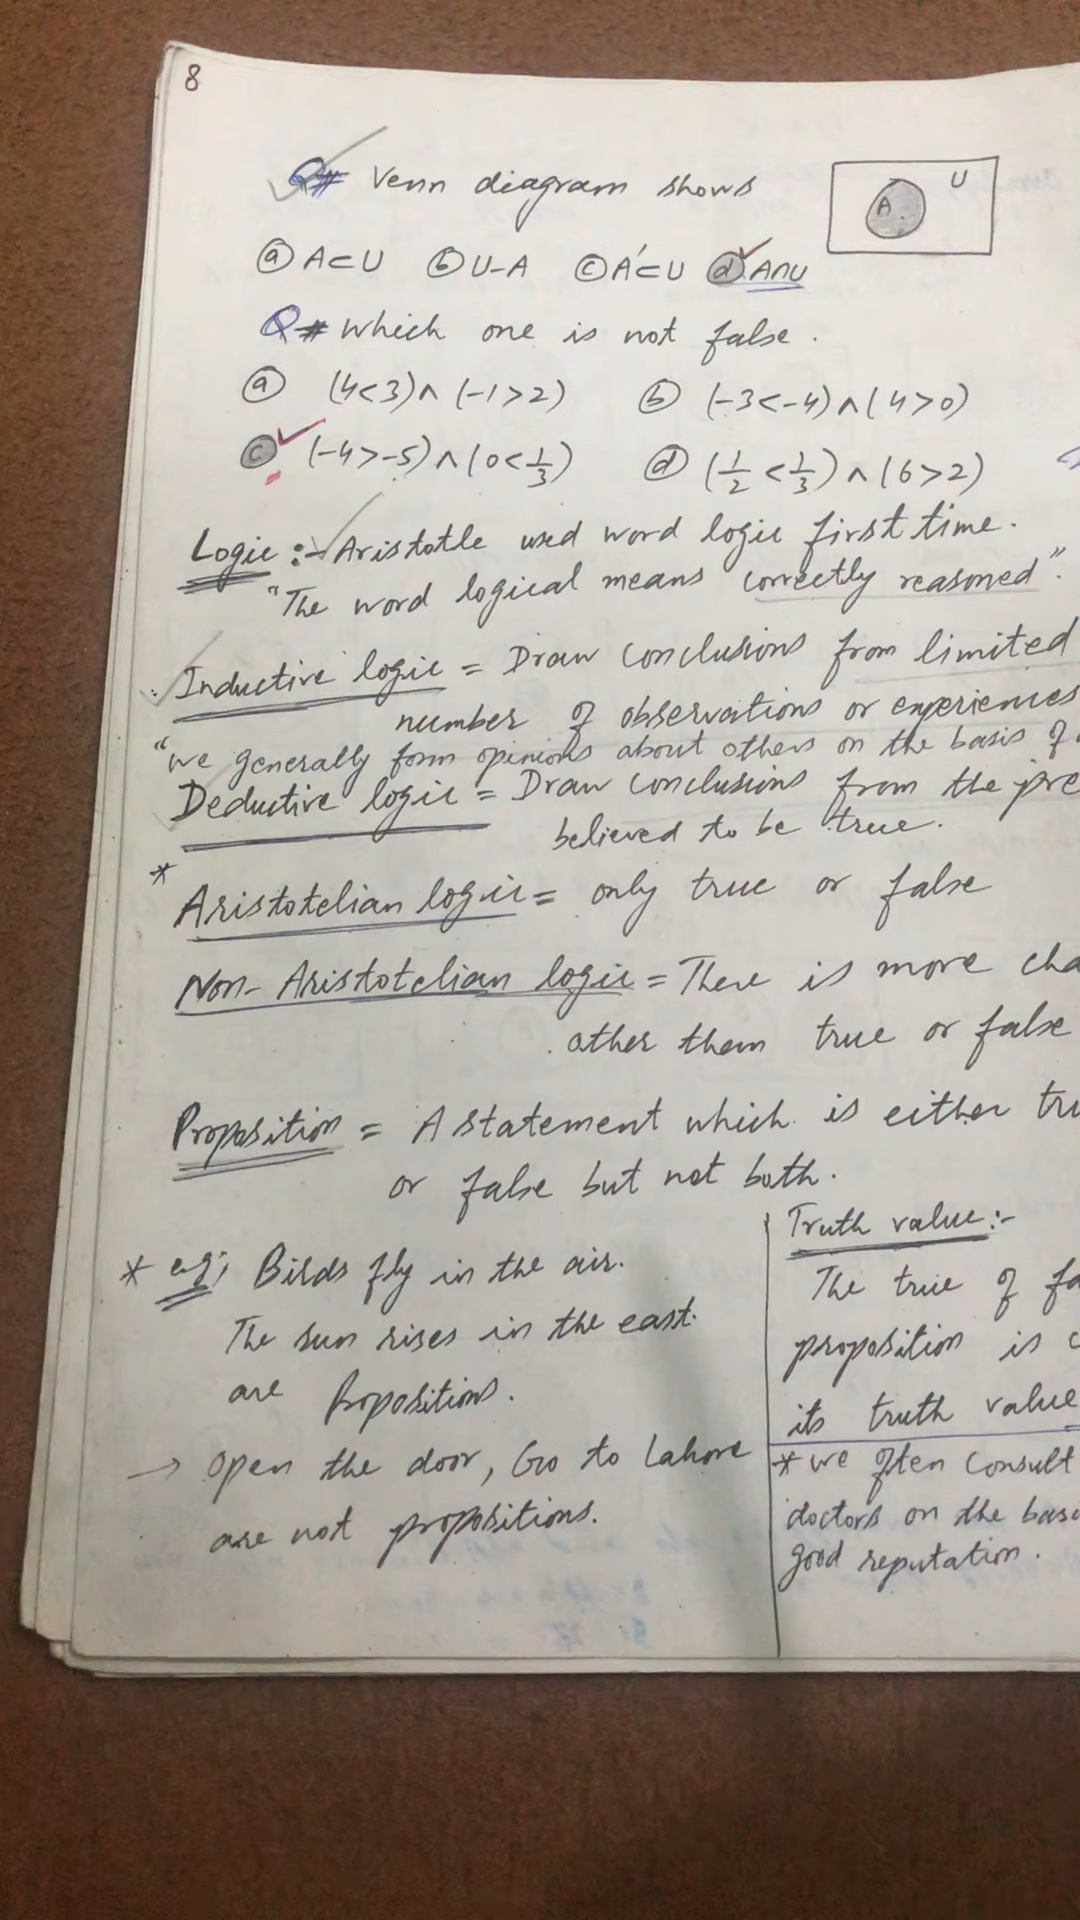 8
Q# Venn diagram shows
A U
ⓐ A⊂U ⓑ U-A ⓒ A′⊂U ⓓ A∩U
Q# which one is not false.
ⓐ (4<3)∧(-1>2) ⓑ (-3<-4)∧(4>0)
ⓒ (-4>-5)∧(0<1/3) ⓓ (1/2<1/3)∧(6>2)
Logic :- Aristotle used word logic first time.
"The word logical means correctly reasoned".
Inductive logic = Draw conclusions from limited
number of observations or experiences
"we generally form opinions about others on the basis of
Deductive logic = Draw conclusions from the pre
believed to be true.
*
Aristotelian logic = only true or false
Non-Aristotelian logic = There is more cha
other them true or false
Proposition = A statement which is either tru
or false but not both.
* e.g; Birds fly in the air.
The sun rises in the east.
are Propositions.
→ Open the door, Go to Lahore
are not propositions.
Truth value:-
The true of fa
proposition is c
its truth value
* we often consult
doctors on the basi
good reputation.